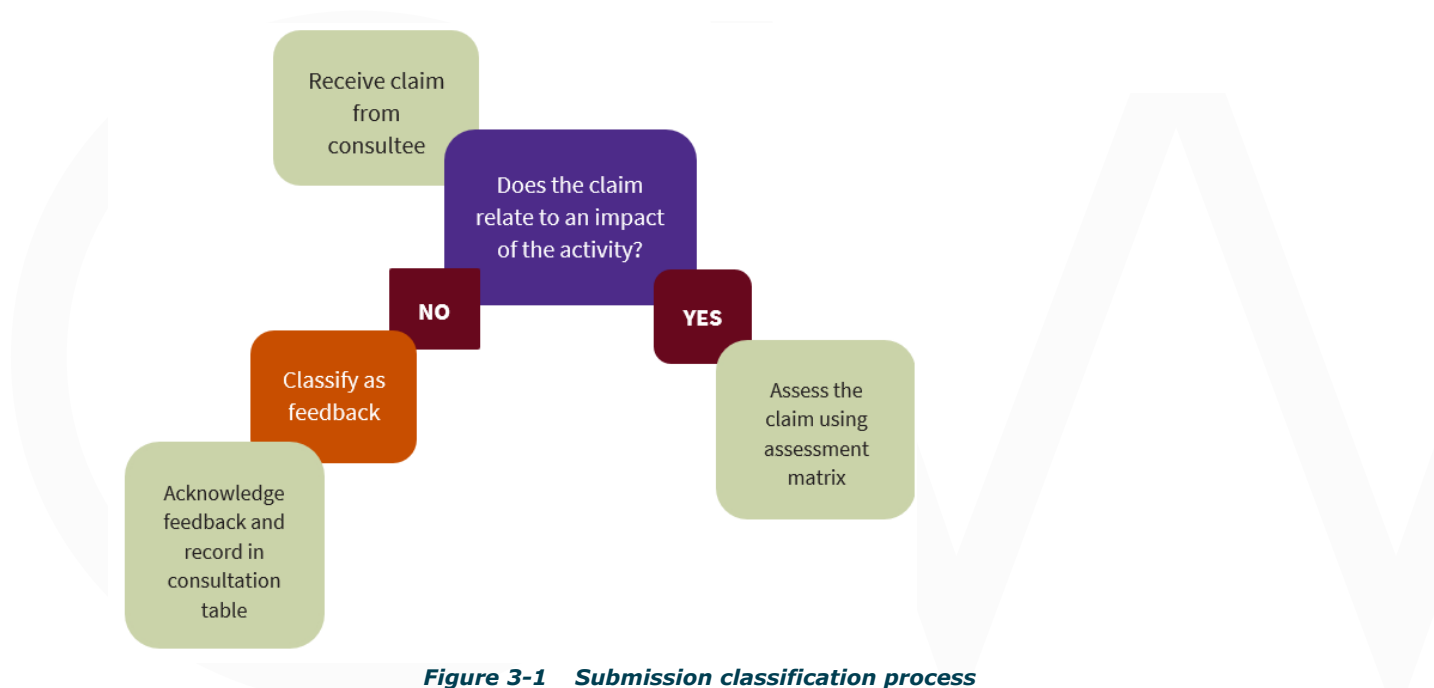 Receive claim
from
consultee
Does the claim
relate to an impact
of the activity?
NO
YES
Classify as
feedback
Assess the
claim using
assessment
matrix
Acknowledge
feedback and
record in
consultation
table
Figure 3-1 Submission classification process